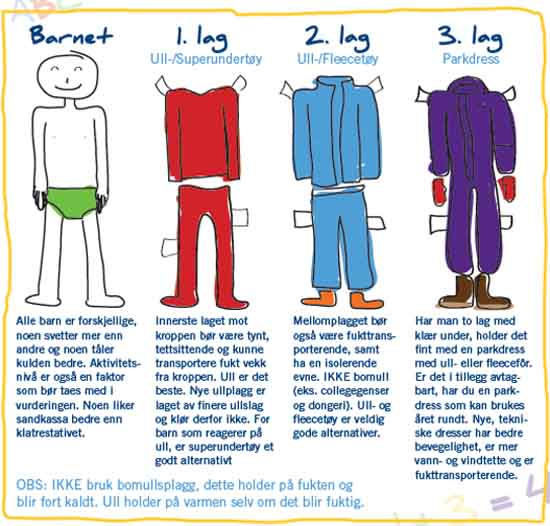 ABC
Barnet
Alle barn er forskjellige,
noen svetter mer enn
andre og noen tåler
kulden bedre. Aktivitets-
nivå er også en faktor
som bør taes med i
vurderingen. Noen liker
sandkassa bedre enn
klatrestativet.
1. lag
Ull-/Superundertøy
Innerste laget mot
kroppen bør være tynt,
tettsittende og kunne
transportere fukt vekk
fra kroppen. Ull er det
beste. Nye ullplagg er
laget av finere ullslag
og klør derfor ikke. For
barn som reagerer på
ull, er superundertøy et
godt alternativt
2. lag
Ull-/Fleecetøy
Mellomplagget bør
også være fukttrans-
porterende, samt
ha en isolerende
evne. IKKE bomull
(eks. collegegenser
og dongeri). Ull- og
fleecetøy er veldig
gode alternativer.
3. lag
Parkdress
Har man to lag med
klær under, holder det
fint med en parkdress
med ull- eller fleecefôr.
Er det i tillegg avtag-
bart, har du en park-
dress som kan brukes
året rundt. Nye, tekni-
ske dresser har bedre
bevegelighet, er mer
vann- og vindtette og er
fukttransporterende.
OBS: IKKE bruk bomullsplagg, dette holder på fukten og
blir fort kaldt. Ull holder på varmen selv om det blir fuktig.
+ 3 = 4